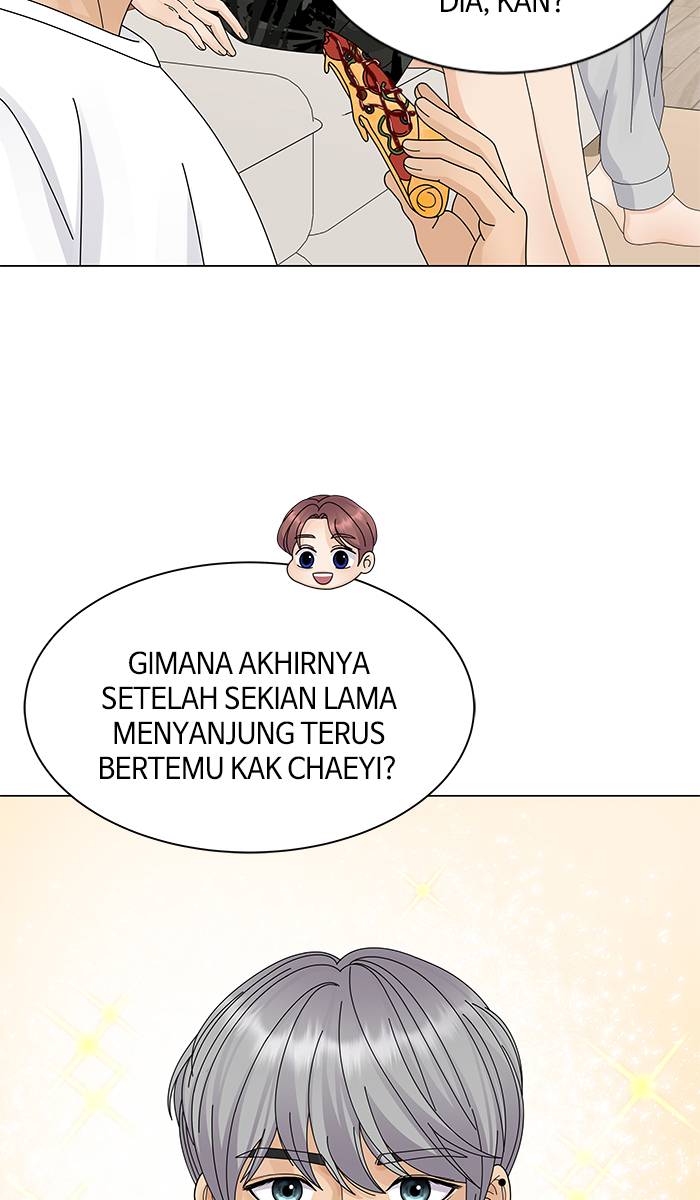 DIA, KAN?
GIMANA AKHIRNYA
SETELAH SEKIAN LAMA
MENYANJUNG TERUS
BERTEMU KAK CHAEYI?